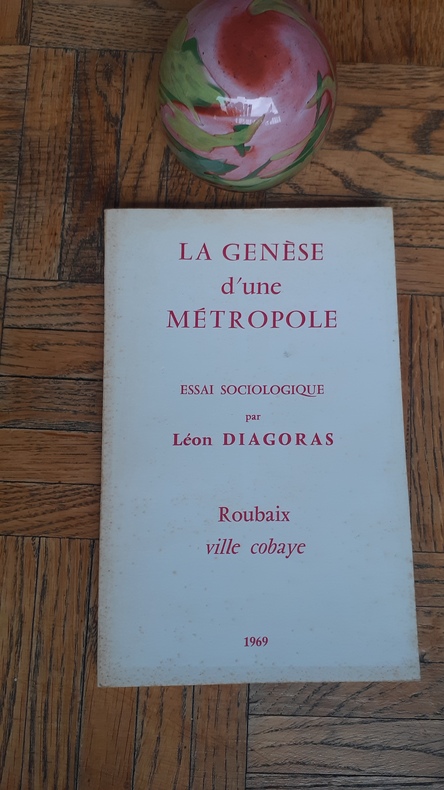 LA GENÈSE
d'une
MÉTROPOLE
ESSAI SOCIOLOGIQUE
par
Léon DIAGORAS
Roubaix
ville cobaye
1969